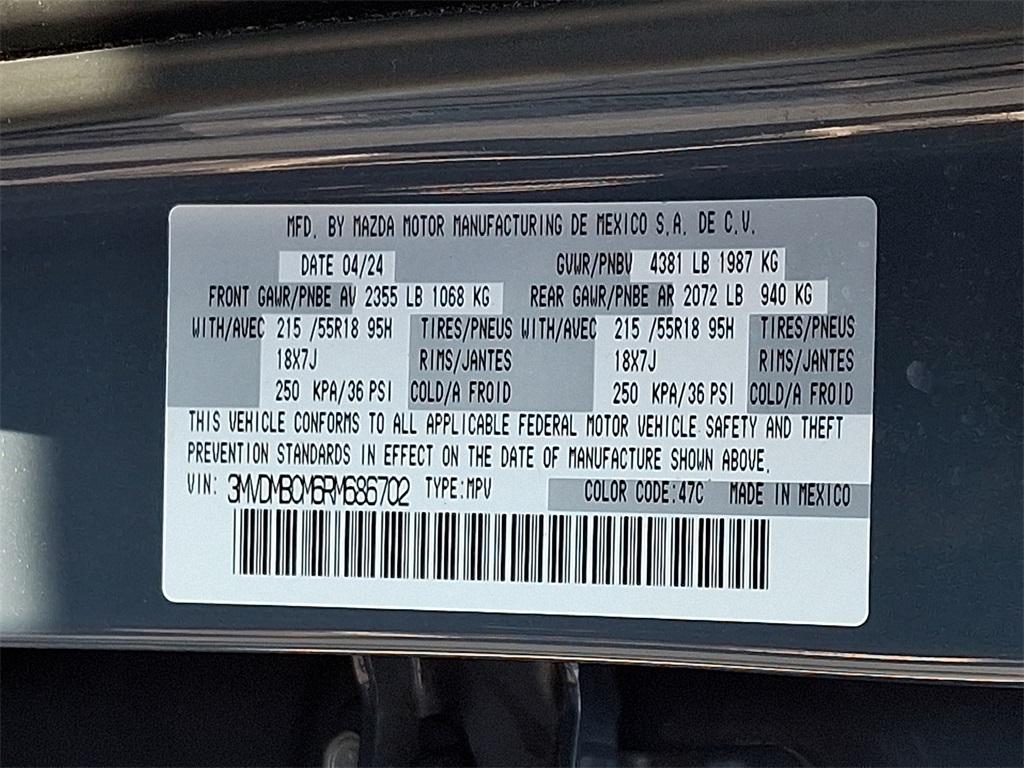 MFD. BY MAZDA MOTOR MANUFACTURING DE MEXICO S.A. DE C.V.
DATE 04/24 GVWR/PNBV 4381 LB 1987 KG
FRONT GAWR/PNBE AV 2355 LB 1068 KG REAR GAWR/PNBE AR 2072 LB 940 KG
WITH/AVEC 215 /55R18 95H TIRES/PNEUS WITH/AVEC 215 /55R18 95H TIRES/PNEUS
18X7J RIMS/JANTES 18X7J RIMS/JANTES
250 KPA/36 PSI COLD/A FROID 250 KPA/36 PSI COLD/A FROID
THIS VEHICLE CONFORMS TO ALL APPLICABLE FEDERAL MOTOR VEHICLE SAFETY AND THEFT
PREVENTION STANDARDS IN EFFECT ON THE DATE OF MANUFACTURE SHOWN ABOVE.
VIN: 3MVDMBCM6RM686702 TYPE:MPV COLOR CODE:47C MADE IN MEXICO